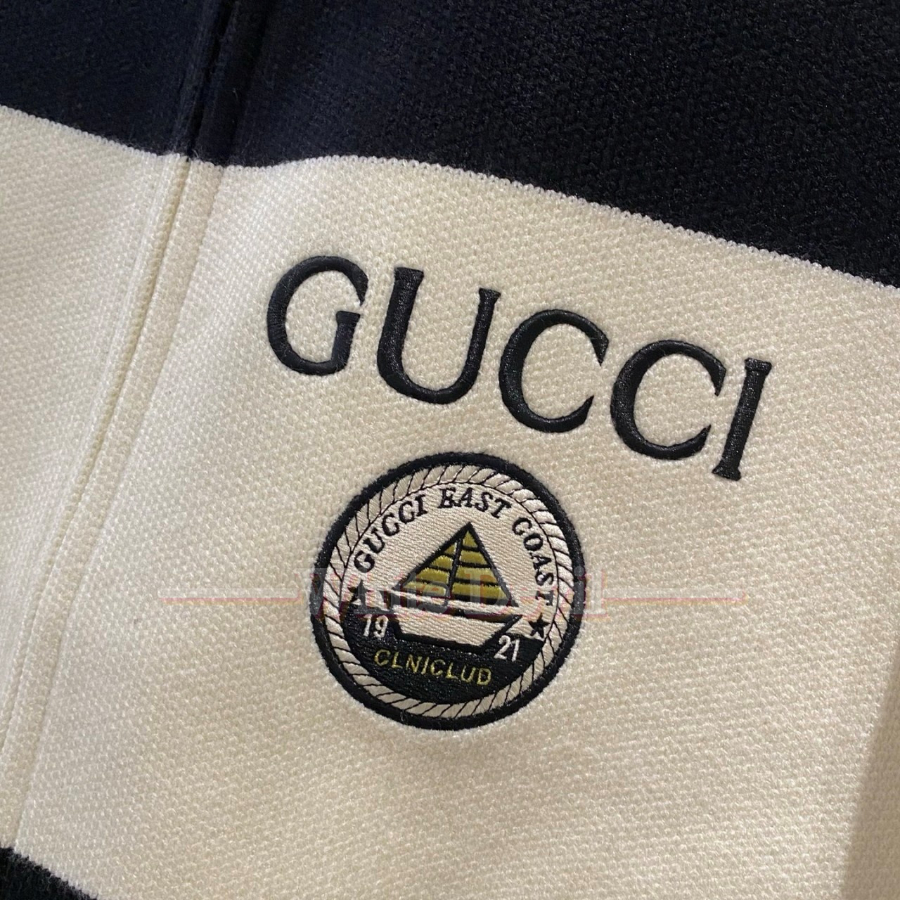 GUCCI
GUCCI EAST COAST
19 21
CLNICLUD